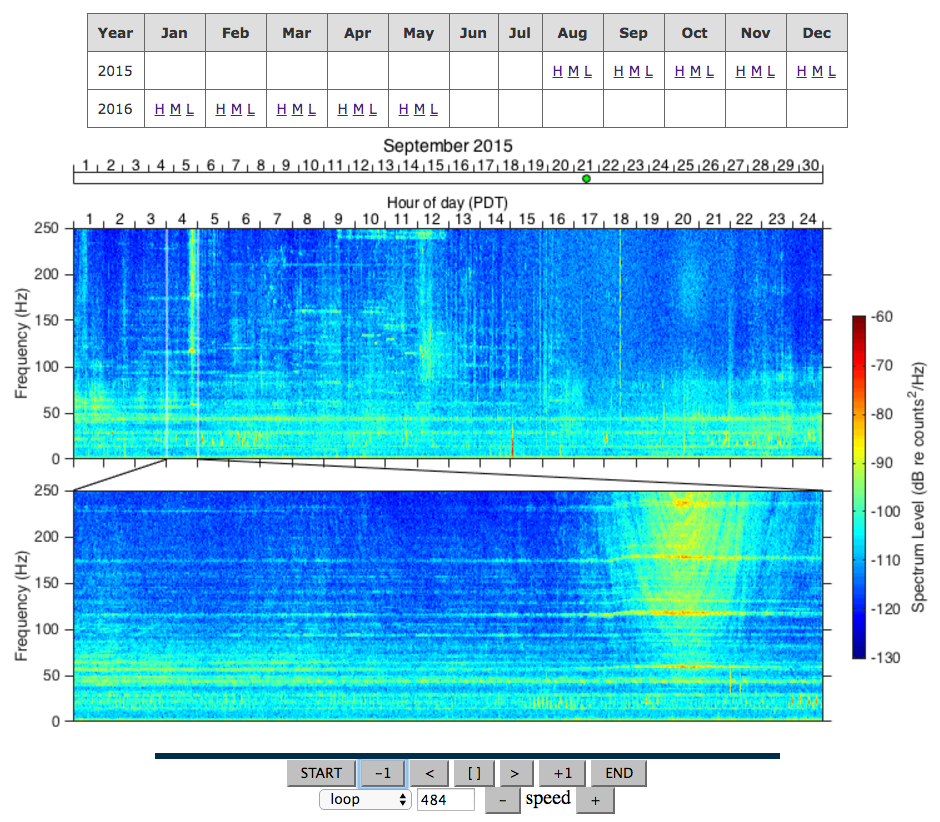 Year Jan Feb Mar Apr May Jun Jul Aug Sep Oct Nov Dec
2015 H M L H M L H M L H M L H M L
2016 H M L H M L H M L H M L H M L
September 2015
1 2 3 4 5 6 7 8 9 10 11 12 13 14 15 16 17 18 19 20 21 22 23 24 25 26 27 28 29 30
Hour of day (PDT)
1 2 3 4 5 6 7 8 9 10 11 12 13 14 15 16 17 18 19 20 21 22 23 24
250
200
150
100
50
0
Frequency (Hz)
250
200
150
100
50
0
Frequency (Hz)
-60
-70
-80
-90
-100
-110
-120
-130
Spectrum Level (dB re counts²/Hz)
START -1 < [ ] > +1 END
loop 484 - speed +